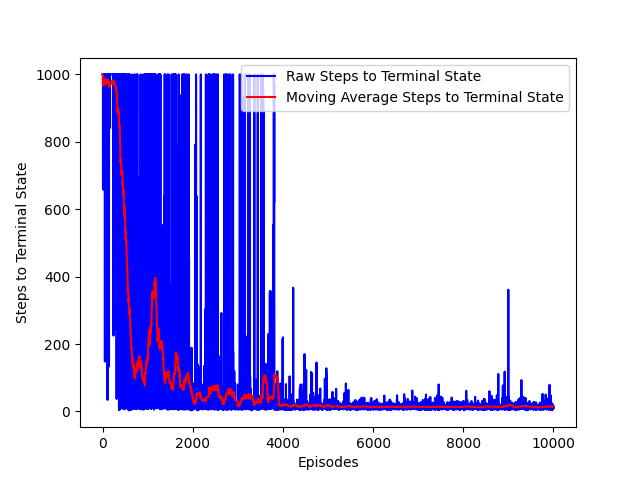 Raw Steps to Terminal State
Moving Average Steps to Terminal State
1000
800
600
400
200
0
Steps to Terminal State
0 2000 4000 6000 8000 10000
Episodes